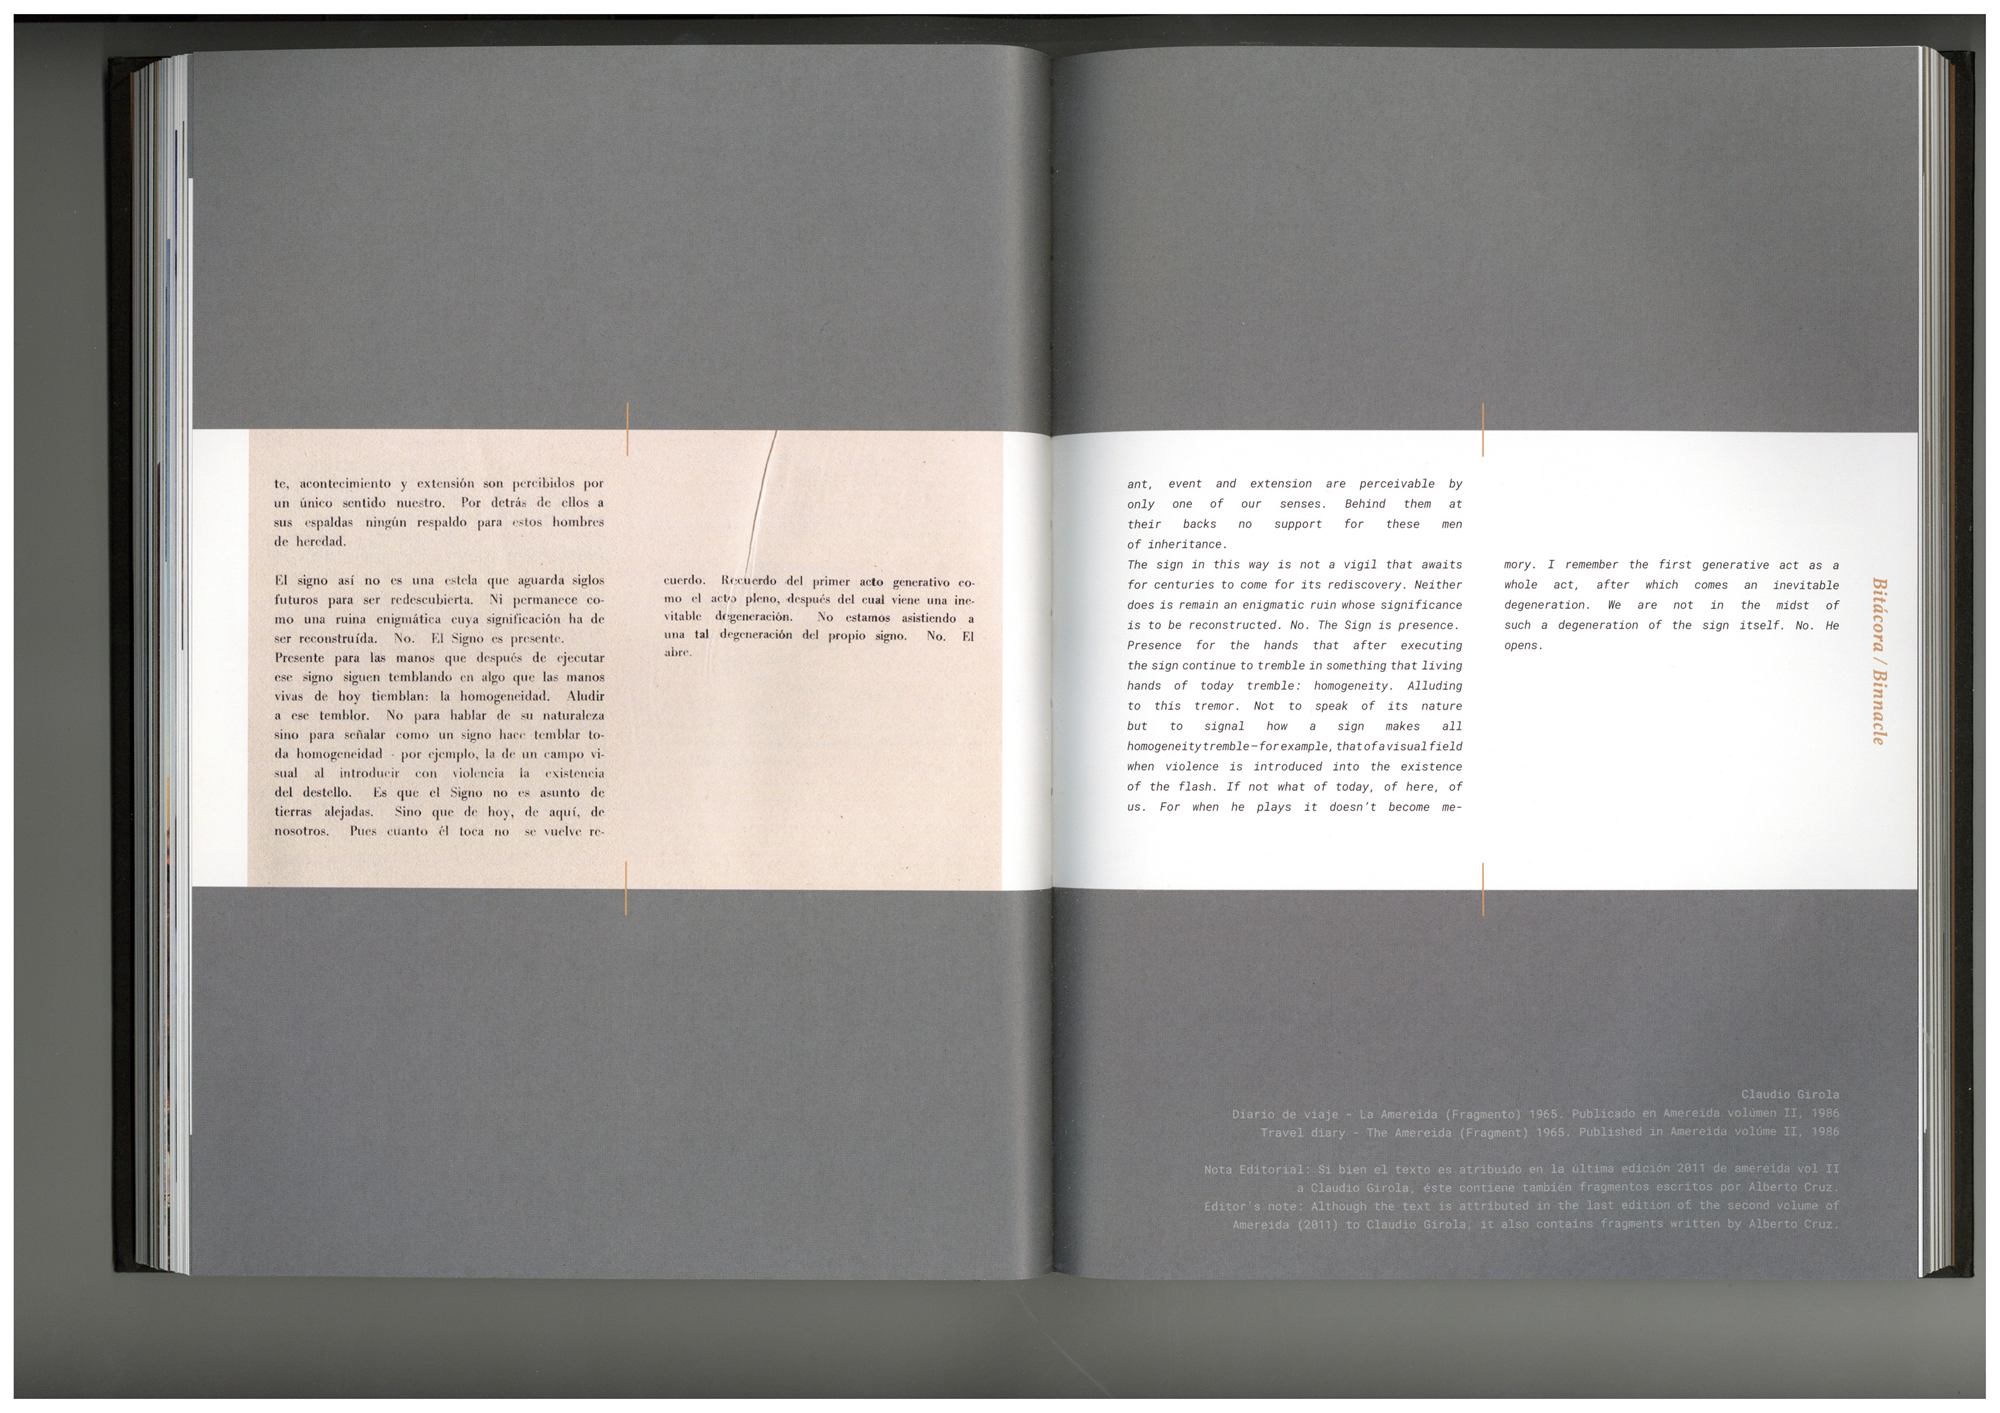 te, acontecimiento y extensión son percibidos por
un único sentido nuestro. Por detrás de ellos a
sus espaldas ningún respaldo para estos hombres
de heredad.
El signo así no es una estela que aguarda siglos
futuros para ser redescubierta. Ni permanece co-
mo una ruina enigmática cuya significación ha de
ser reconstruída. No. El Signo es presente.
Presente para las manos que después de ejecutar
ese signo siguen temblando en algo que las manos
vivas de hoy tiemblan: la homogeneidad. Aludir
a ese temblor. No para hablar de su naturaleza
sino para señalar como un signo hace temblar to-
da homogeneidad - por ejemplo, la de un campo vi-
sual al introducir con violencia la existencia
del destello. Es que el Signo no es asunto de
tierras alejadas. Sino que de hoy, de aquí, de
nosotros. Pues cuanto él toca no se vuelve re-
cuerdo. Recuerdo del primer acto generativo co-
mo el acto pleno, después del cual viene una ine-
vitable degeneración. No estamos asistiendo a
una tal degeneración del propio signo. No. El
abre.
ant, event and extension are perceivable by
only one of our senses. Behind them at
their backs no support for these men
of inheritance.
The sign in this way is not a vigil that awaits
for centuries to come for its rediscovery. Neither
does is remain an enigmatic ruin whose significance
is to be reconstructed. No. The Sign is presence.
Presence for the hands that after executing
the sign continue to tremble in something that living
hands of today tremble: homogeneity. Alluding
to this tremor. Not to speak of its nature
but to signal how a sign makes all
homogeneity tremble—for example, that of a visual field
when violence is introduced into the existence
of the flash. If not what of today, of here, of
us. For when he plays it doesn't become me-
mory. I remember the first generative act as a
whole act, after which comes an inevitable
degeneration. We are not in the midst of
such a degeneration of the sign itself. No. He
opens.
Bitácora / Binnacle
Claudio Girola
Diario de viaje - La Amereida (Fragmento) 1965. Publicado en Amereida volúmen II, 1986
Travel diary - The Amereida (Fragment) 1965. Published in Amereida volúme II, 1986
Nota Editorial: Si bien el texto es atribuido en la última edición 2011 de amereida vol II
a Claudio Girola, éste contiene también fragmentos escritos por Alberto Cruz.
Editor's note: Although the text is attributed in the last edition of the second volume of
Amereida (2011) to Claudio Girola, it also contains fragments written by Alberto Cruz.